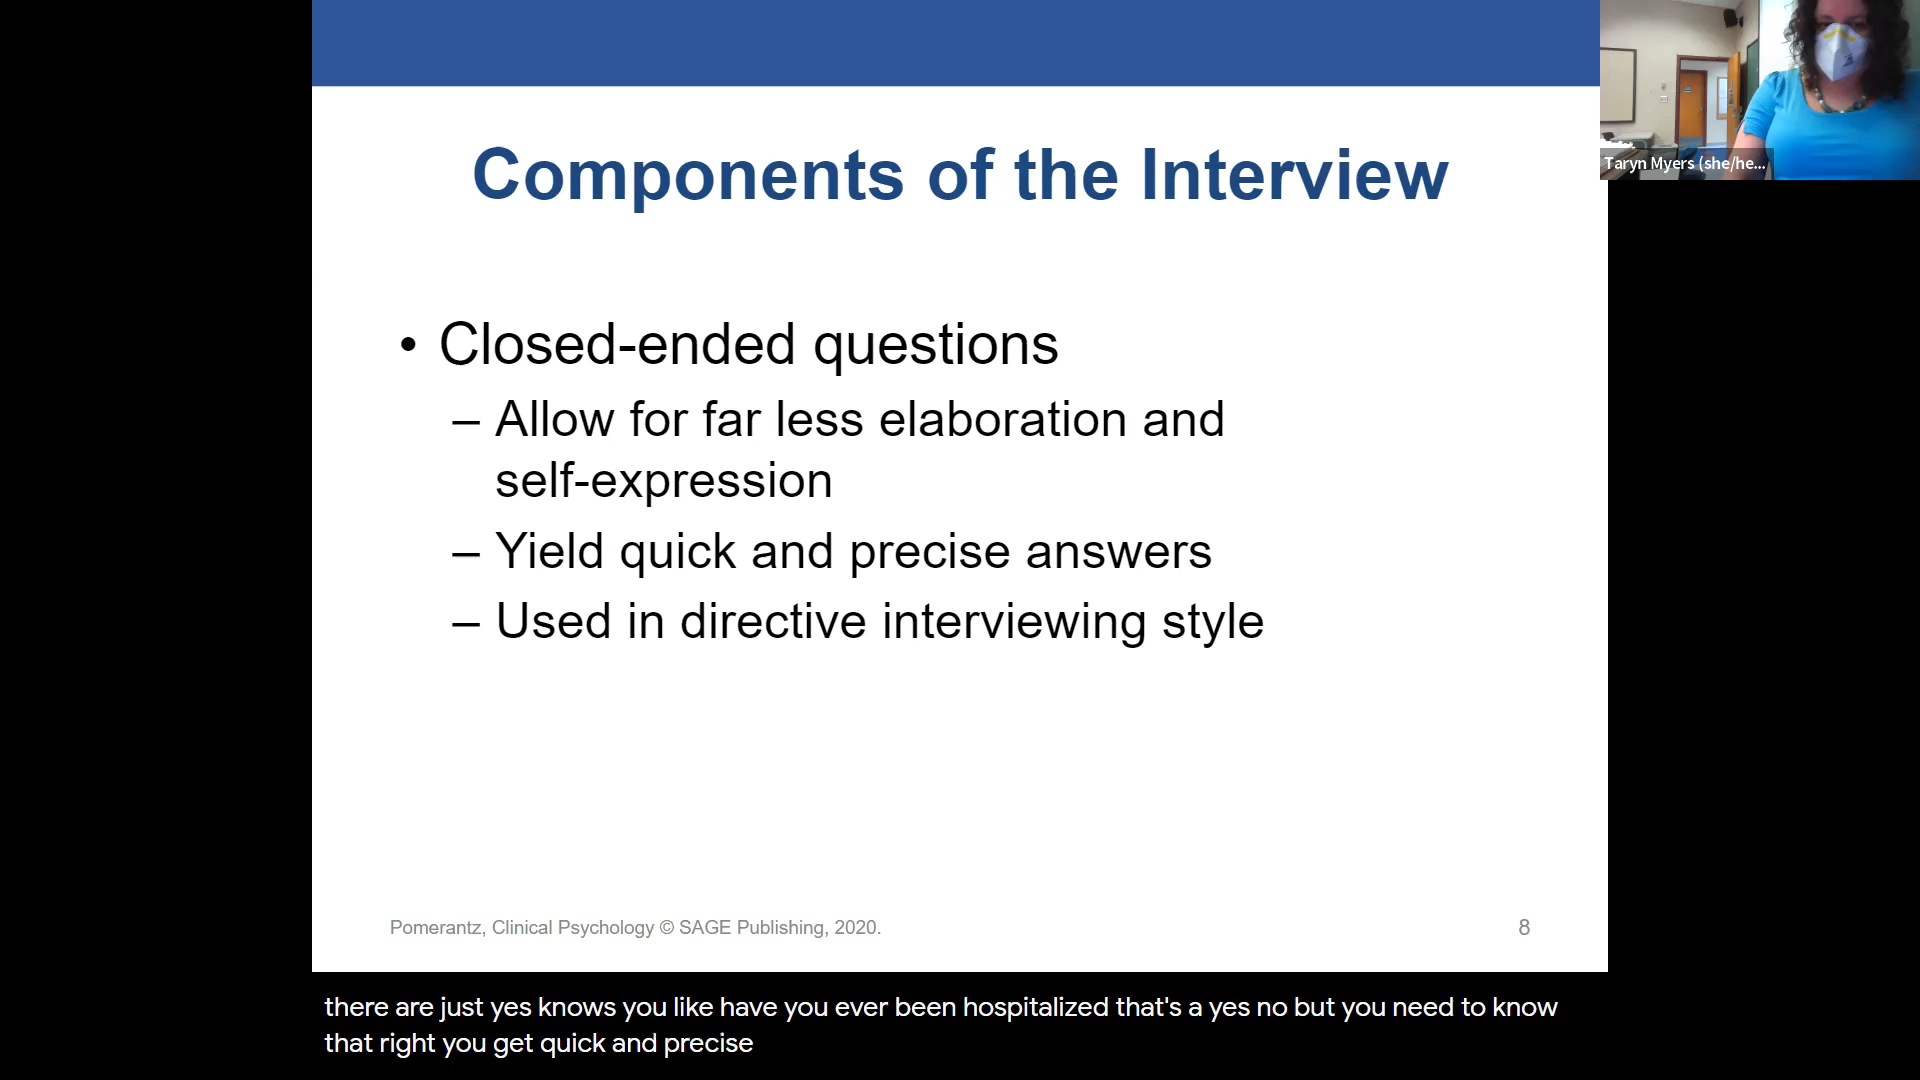 Components of the Interview
• Closed-ended questions
– Allow for far less elaboration and
self-expression
– Yield quick and precise answers
– Used in directive interviewing style
Pomerantz, Clinical Psychology © SAGE Publishing, 2020.
8
Taryn Myers (she/he...
there are just yes knows you like have you ever been hospitalized that's a yes no but you need to know
that right you get quick and precise